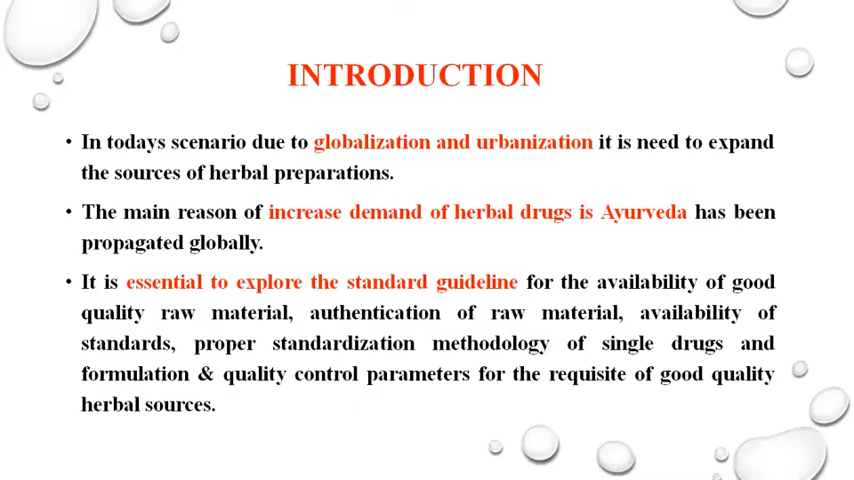 INTRODUCTION
• In todays scenario due to globalization and urbanization it is need to expand
the sources of herbal preparations.
• The main reason of increase demand of herbal drugs is Ayurveda has been
propagated globally.
• It is essential to explore the standard guideline for the availability of good
quality raw material, authentication of raw material, availability of
standards, proper standardization methodology of single drugs and
formulation & quality control parameters for the requisite of good quality
herbal sources.